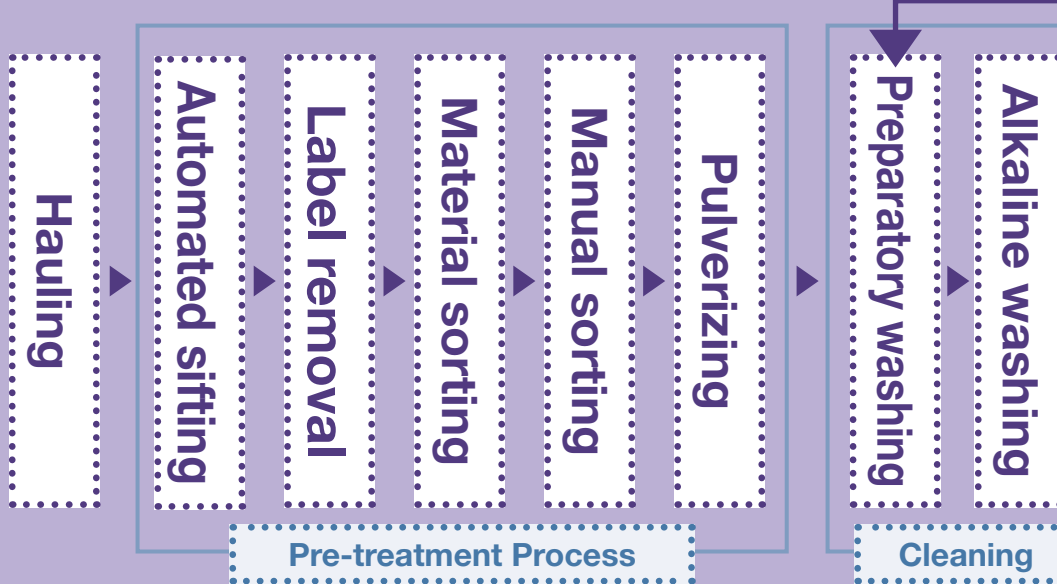 Hauling
Automated sifting
Label removal
Material sorting
Manual sorting
Pulverizing
Preparatory washing
Alkaline washing
Pre-treatment Process
Cleaning